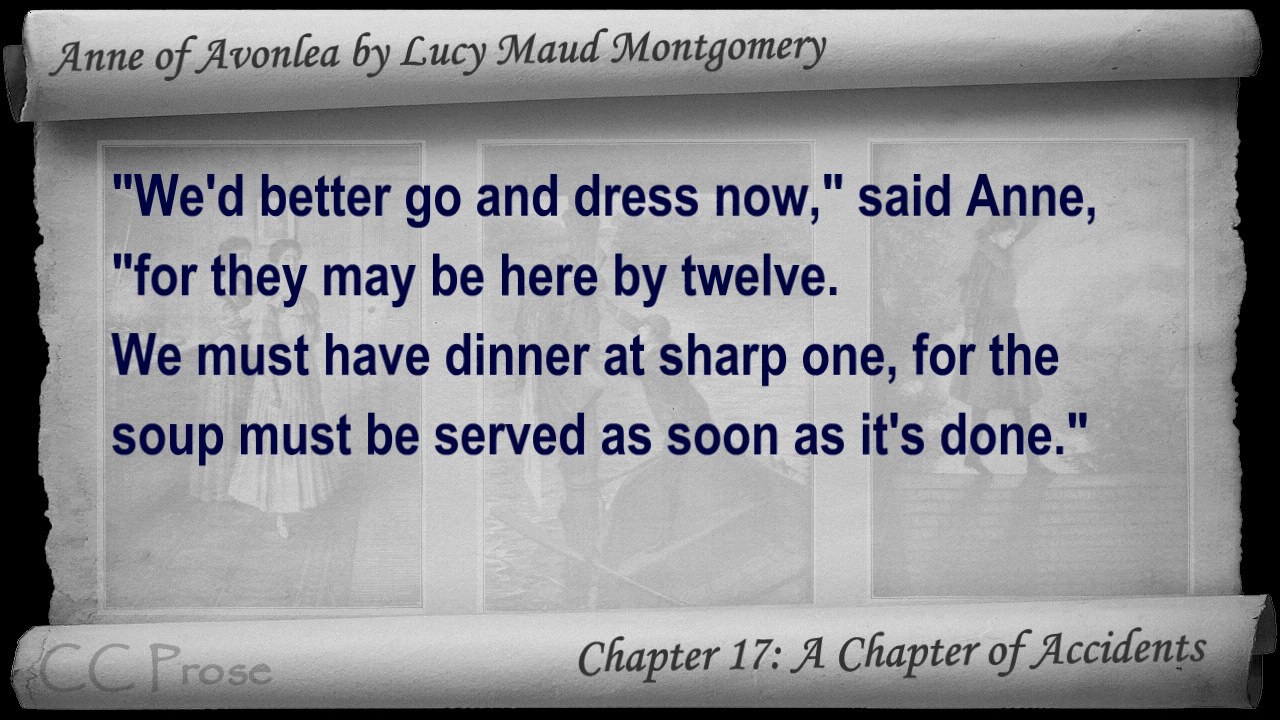 Anne of Avonlea by Lucy Maud Montgomery
"We'd better go and dress now," said Anne,
"for they may be here by twelve.
We must have dinner at sharp one, for the
soup must be served as soon as it's done."
CC Prose
Chapter 17: A Chapter of Accidents